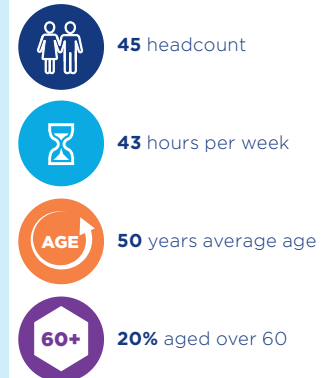 45 headcount
43 hours per week
AGE
50 years average age
60+
20% aged over 60